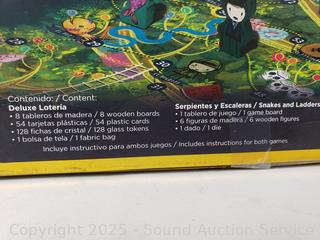 Contenido: / Content:
Deluxe Lotería
• 8 tableros de madera / 8 wooden boards
• 54 tarjetas plásticas / 54 plastic cards
• 128 fichas de cristal / 128 glass tokens
• 1 bolsa de tela / 1 fabric bag
Serpientes y Escaleras / Snakes and Ladders
• 1 tablero de juego / 1 game board
• 6 figuras de madera / 6 wooden figures
• 1 dado / 1 die
Incluye instructivo para ambos juegos / Includes instructions for both games
Copyright 2025 - Sound Auction Service